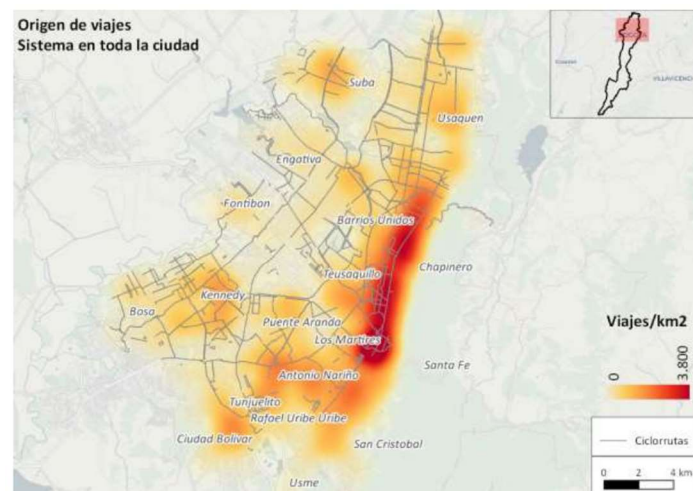 Origen de viajes
Sistema en toda la ciudad
Suba
Usaquen
Engativa
Fontibon
Barrios Unidos
Chapinero
Teusaquillo
Kennedy
Bosa
Puente Aranda
Los Martires
Santa Fe
Antonio Nariño
Tunjuelito
Rafael Uribe Uribe
Ciudad Bolivar
San Cristobal
Usme
VILLAVICENC
Viajes/km2
0
3.800
Ciclorrutas
0 2 4 km